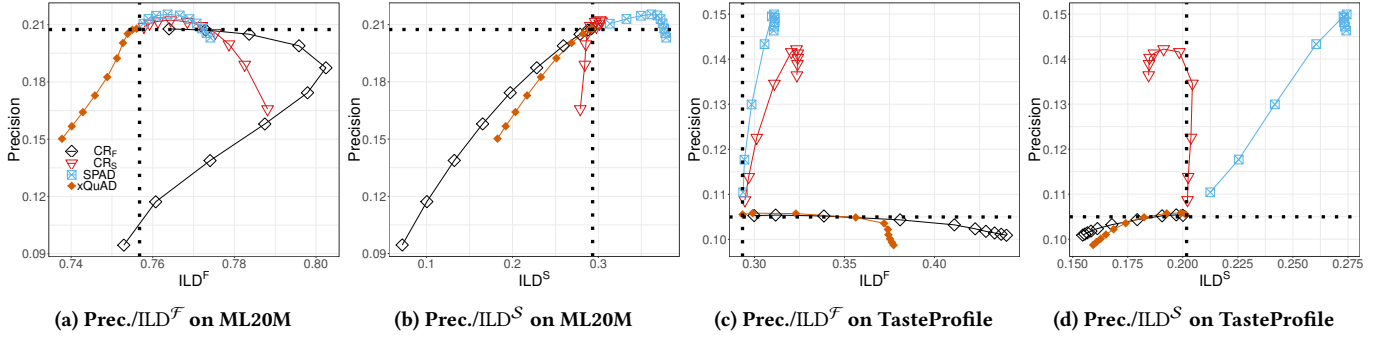 Precision
0.21
0.18
0.15
0.12
0.09
CR_F
CR_S
SPAD
xQuAD
0.74 0.76 0.78 0.80
ILD^F
(a) Prec./ILD^ℱ on ML20M
Precision
0.21
0.18
0.15
0.12
0.09
0.1 0.2 0.3
ILD^S
(b) Prec./ILD^𝒮 on ML20M
Precision
0.15
0.14
0.13
0.12
0.11
0.10
0.30 0.35 0.40
ILD^F
(c) Prec./ILD^ℱ on TasteProfile
Precision
0.15
0.14
0.13
0.12
0.11
0.10
0.150 0.175 0.200 0.225 0.250 0.275
ILD^S
(d) Prec./ILD^𝒮 on TasteProfile